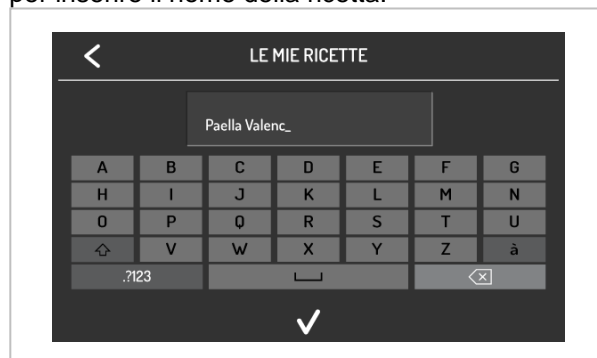 per inserire il nome della ricetta.
LE MIE RICETTE
Paella Valenc_
A B C D E F G
H I J K L M N
O P Q R S T U
V W X Y Z à
.?123